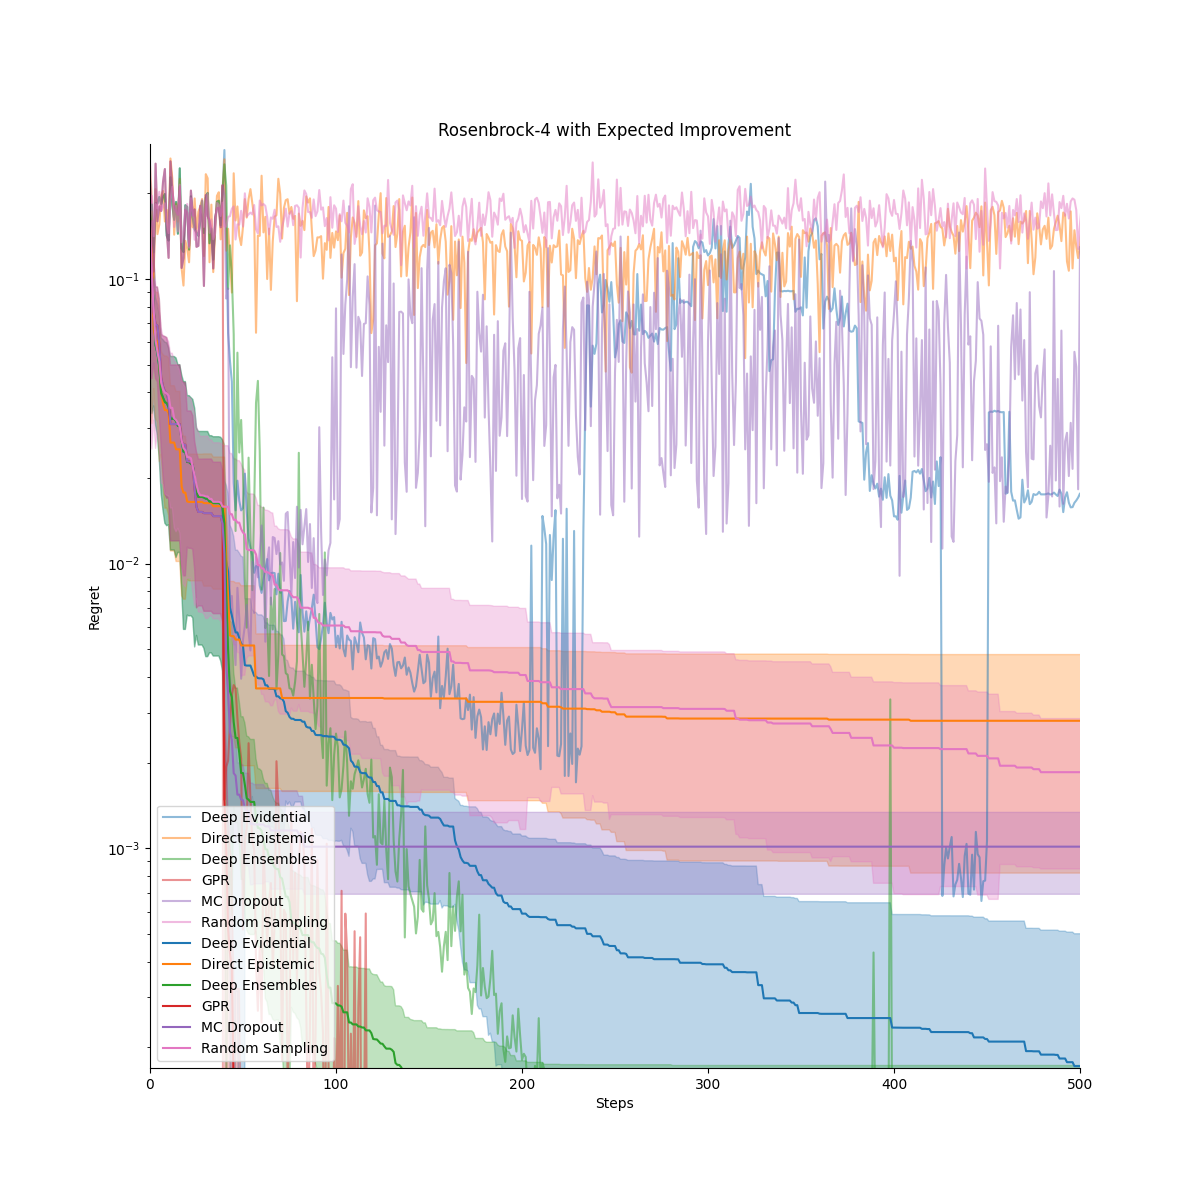 Rosenbrock-4 with Expected Improvement
Regret
10⁻¹
10⁻²
10⁻³
Deep Evidential
Direct Epistemic
Deep Ensembles
GPR
MC Dropout
Random Sampling
Deep Evidential
Direct Epistemic
Deep Ensembles
GPR
MC Dropout
Random Sampling
0 100 200 300 400 500
Steps